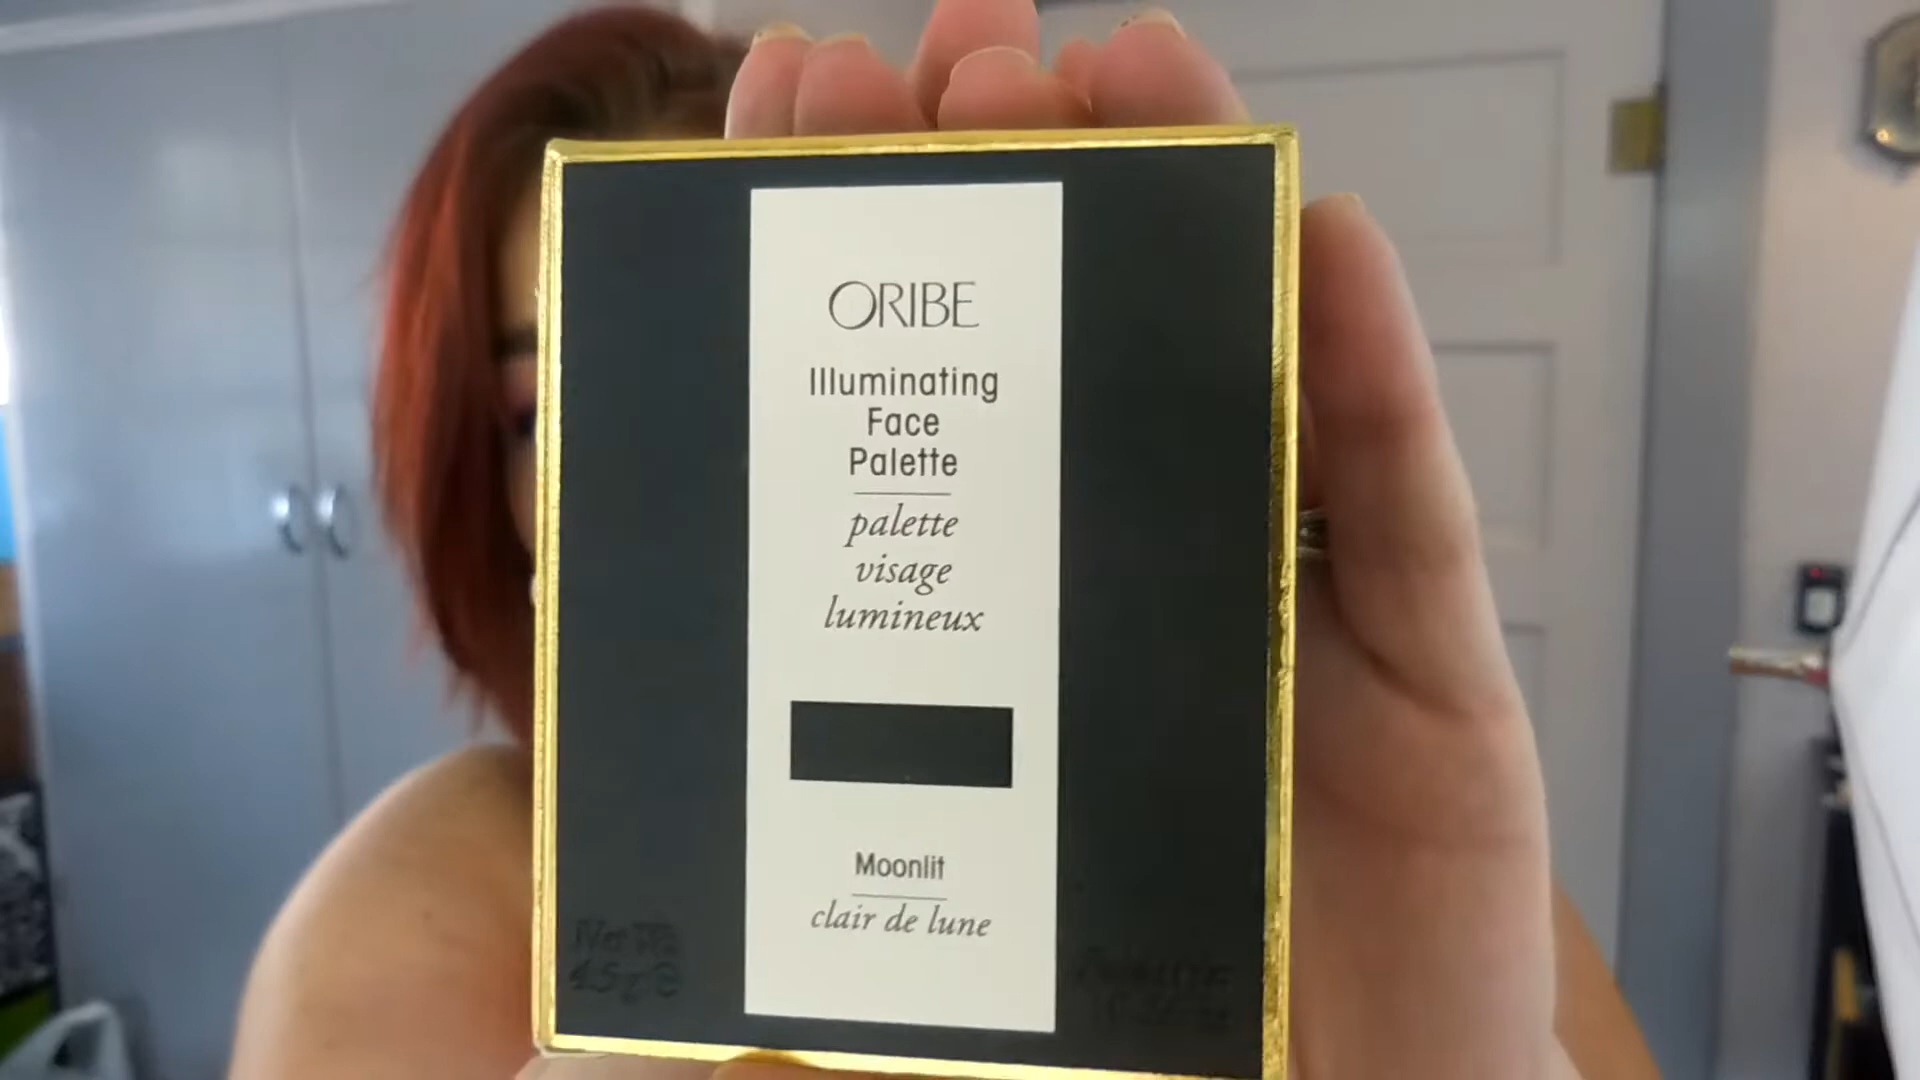 ORIBE
Illuminating
Face
Palette
palette
visage
lumineux
Moonlit
clair de lune